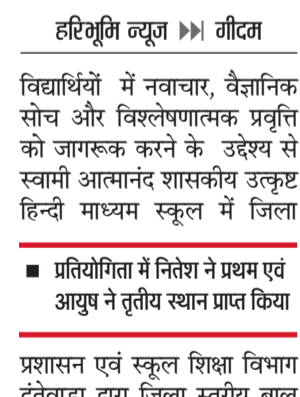 हरिभूमि न्यूज ▶▶| गीदम
विद्यार्थियों में नवाचार, वैज्ञानिक
सोच और विश्लेषणात्मक प्रवृत्ति
को जागरूक करने के उद्देश्य से
स्वामी आत्मानंद शासकीय उत्कृष्ट
हिन्दी माध्यम स्कूल में जिला
■ प्रतियोगिता में नितेश ने प्रथम एवं
आयुष ने तृतीय स्थान प्राप्त किया
प्रशासन एवं स्कूल शिक्षा विभाग
दंतेवाड़ा द्वारा जिला स्तरीय बाल